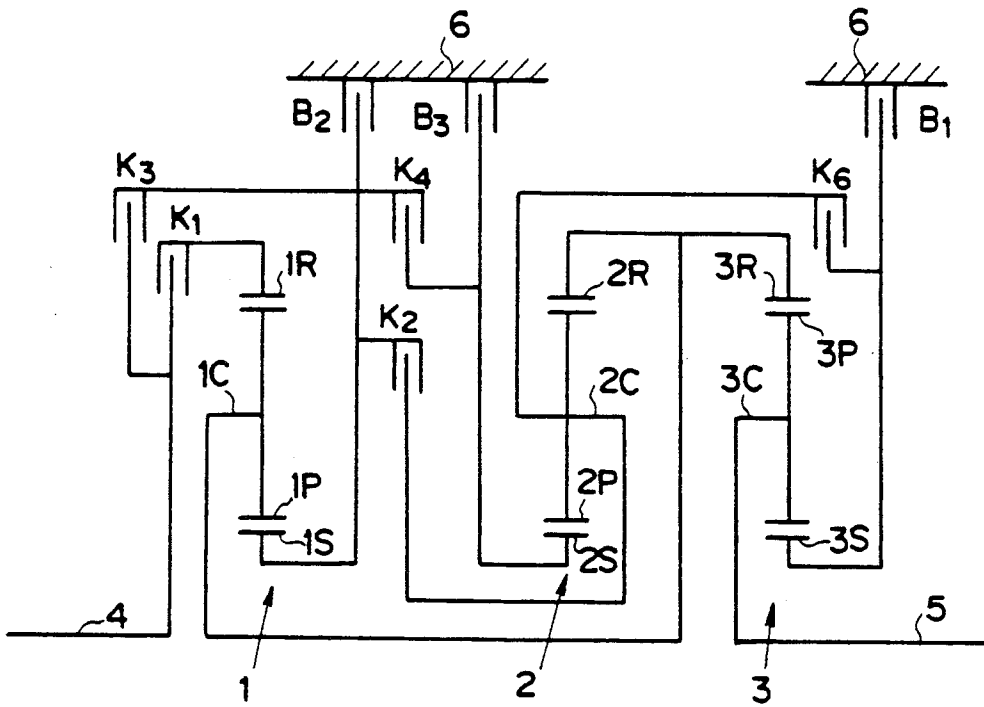 6 6
B2 B3 B1
K3 K4 K6
K1
1R 2R 3R
K2 3P
1C 2C 3C
1P 2P
1S 2S 3S
4 5
1 2 3